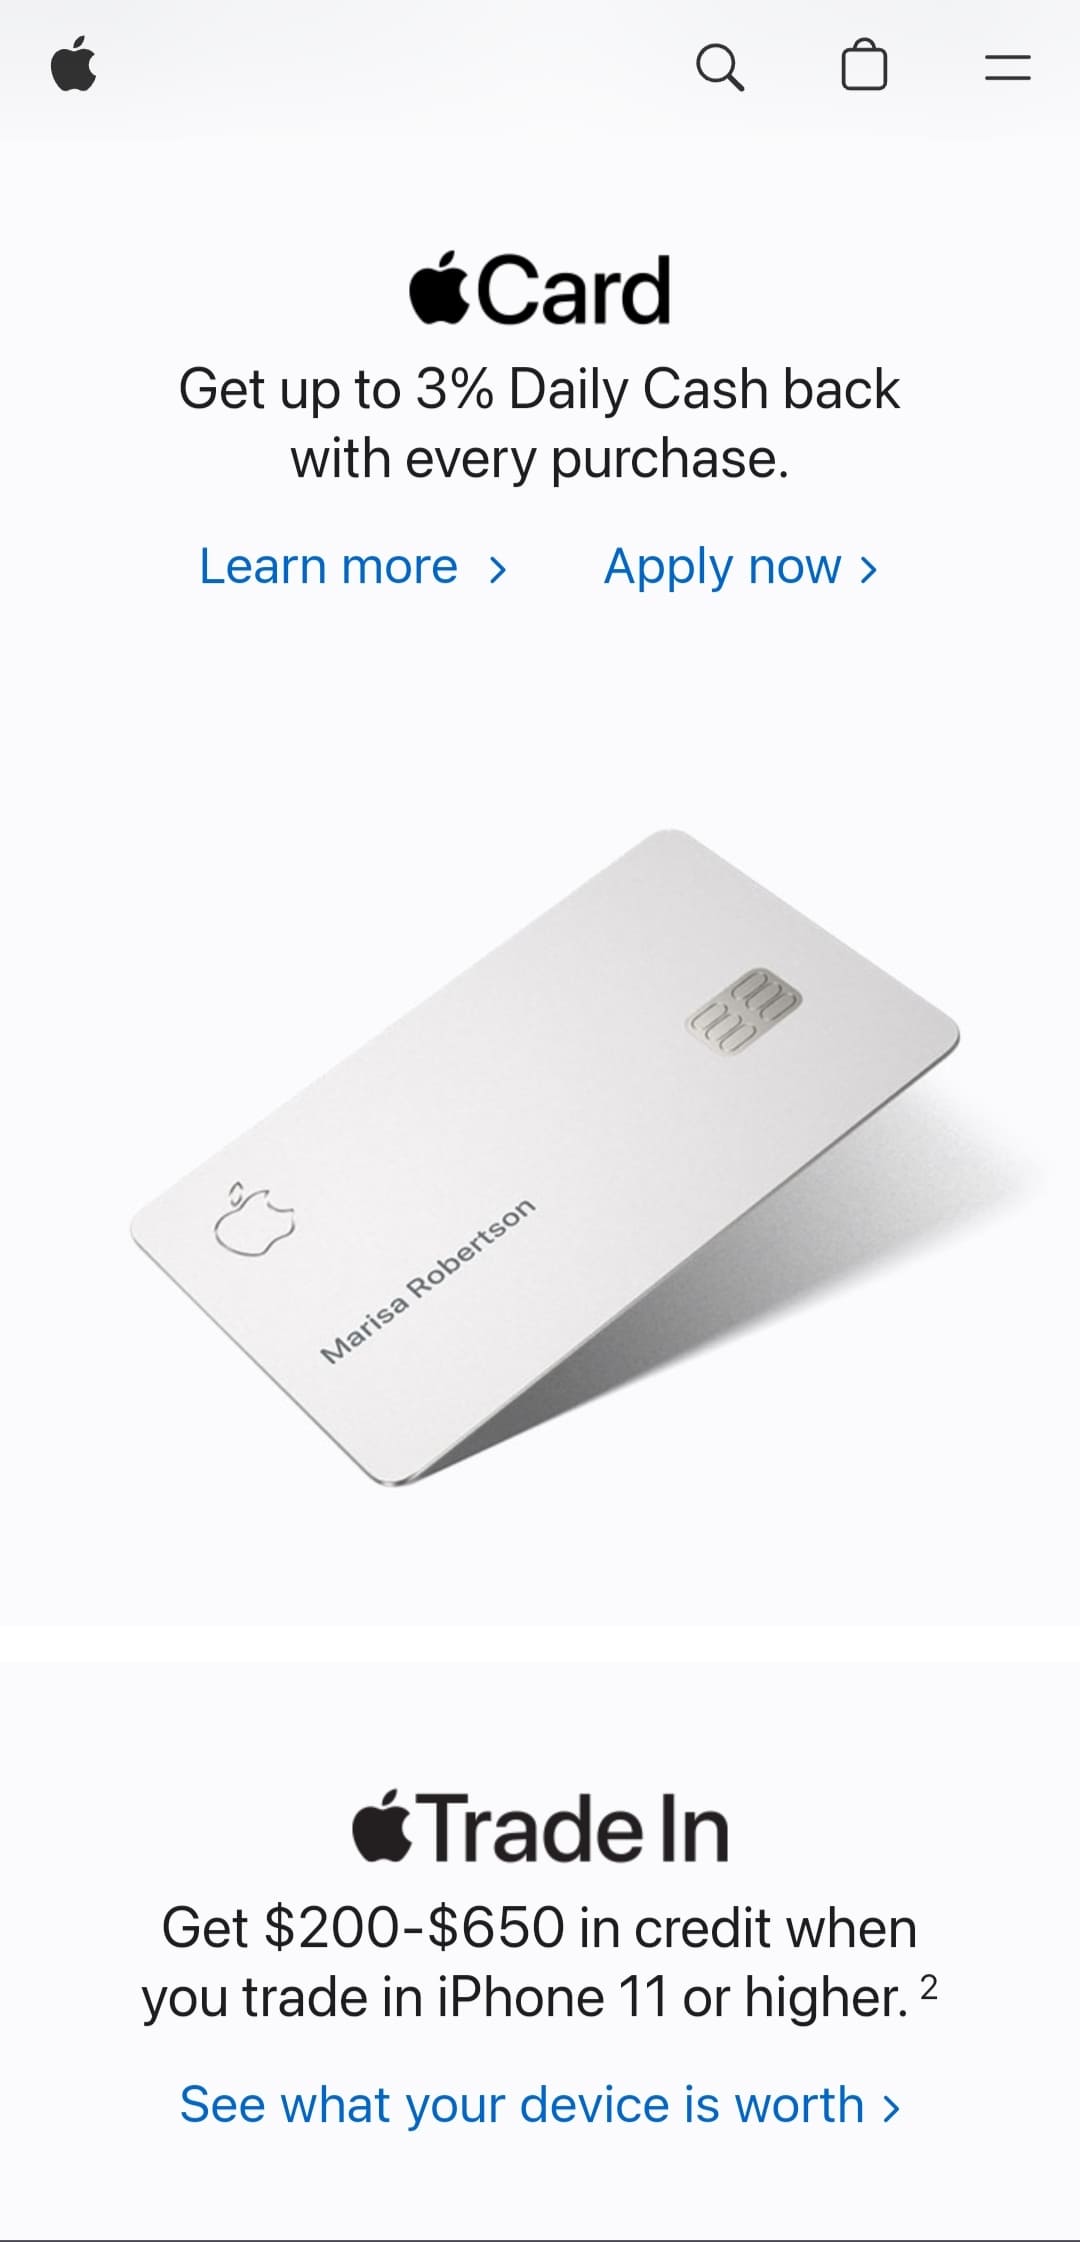 Card
Get up to 3% Daily Cash back
with every purchase.
Learn more > Apply now >
Marisa Robertson
Trade In
Get $200-$650 in credit when
you trade in iPhone 11 or higher. ²
See what your device is worth >